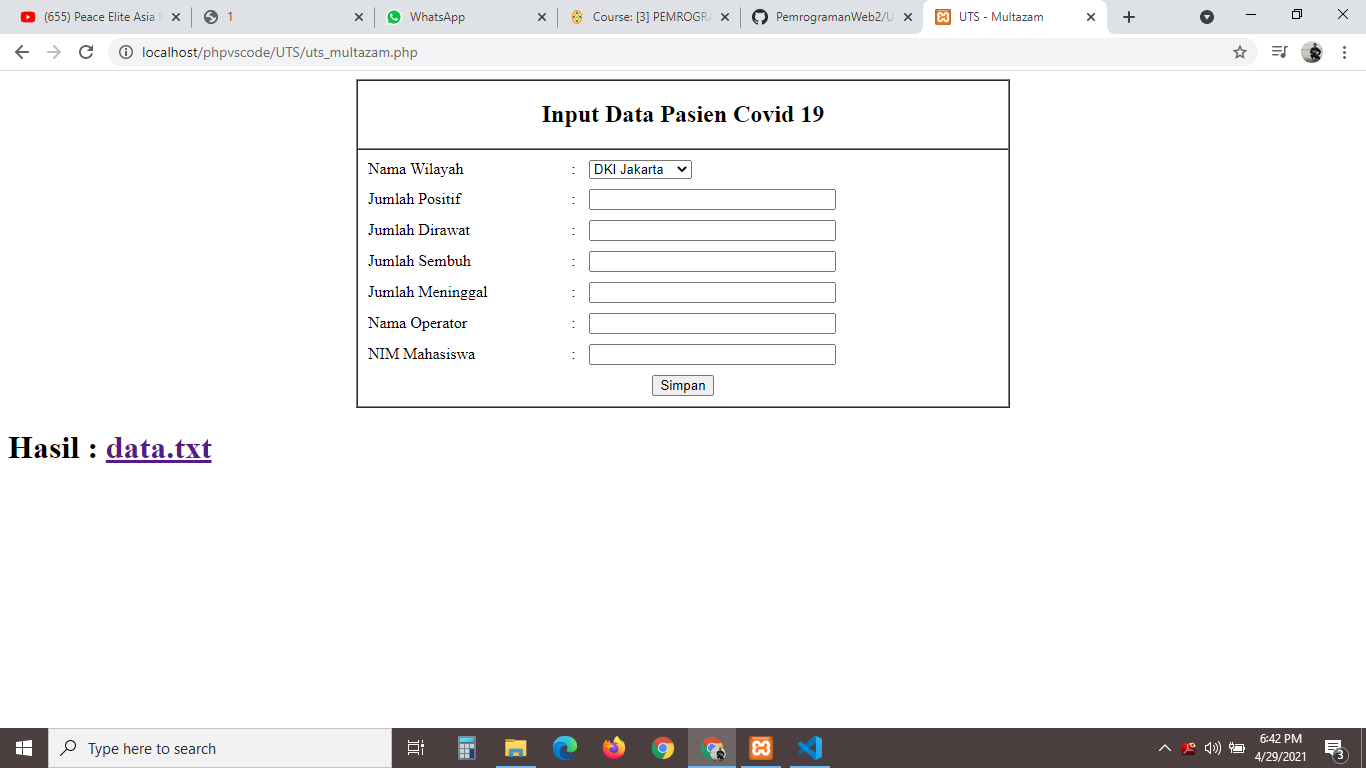 (655) Peace Elite Asia
1
WhatsApp
Course: [3] PEMROGRA
PemrogramanWeb2/U
UTS - Multazam
localhost/phpvscode/UTS/uts_multazam.php
Input Data Pasien Covid 19
Nama Wilayah : DKI Jakarta
Jumlah Positif :
Jumlah Dirawat :
Jumlah Sembuh :
Jumlah Meninggal :
Nama Operator :
NIM Mahasiswa :
Simpan
Hasil : data.txt
Type here to search
6:42 PM
4/29/2021
3